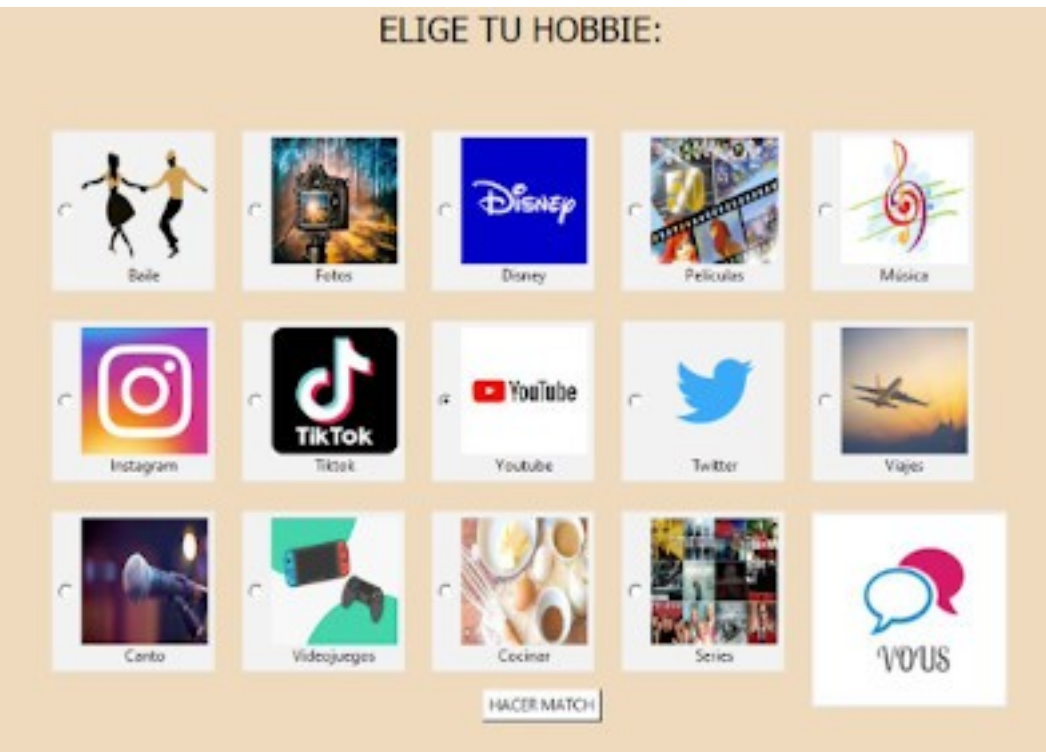 ELIGE TU HOBBIE:
Baile
Fotos
Disney
Disney
Películas
Música
Instagram
TikTok
Tiktok
YouTube
Youtube
Twitter
Viajes
Canto
Videojuegos
Cocinar
Series
VOUS
HACER MATCH